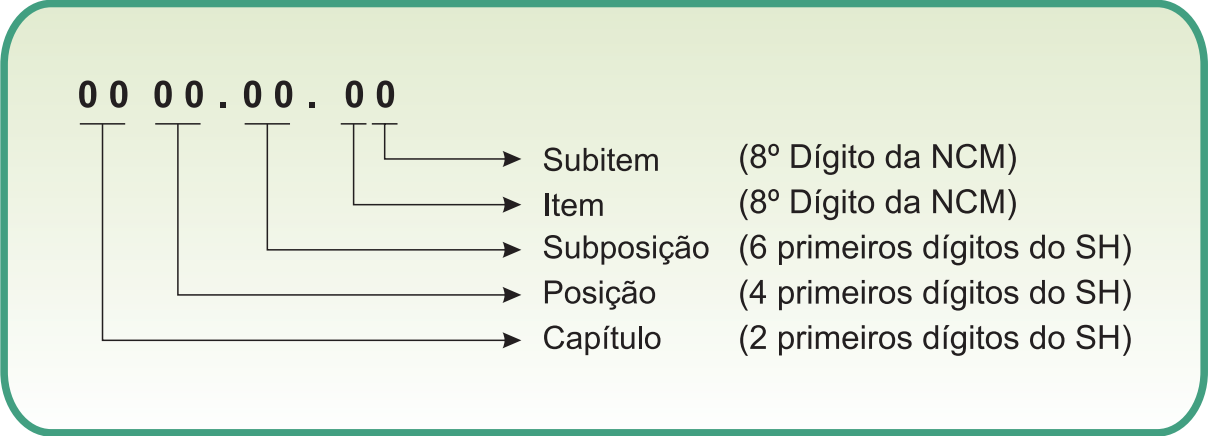 00 00.00. 00
Subitem (8º Dígito da NCM)
Item (8º Dígito da NCM)
Subposição (6 primeiros dígitos do SH)
Posição (4 primeiros dígitos do SH)
Capítulo (2 primeiros dígitos do SH)